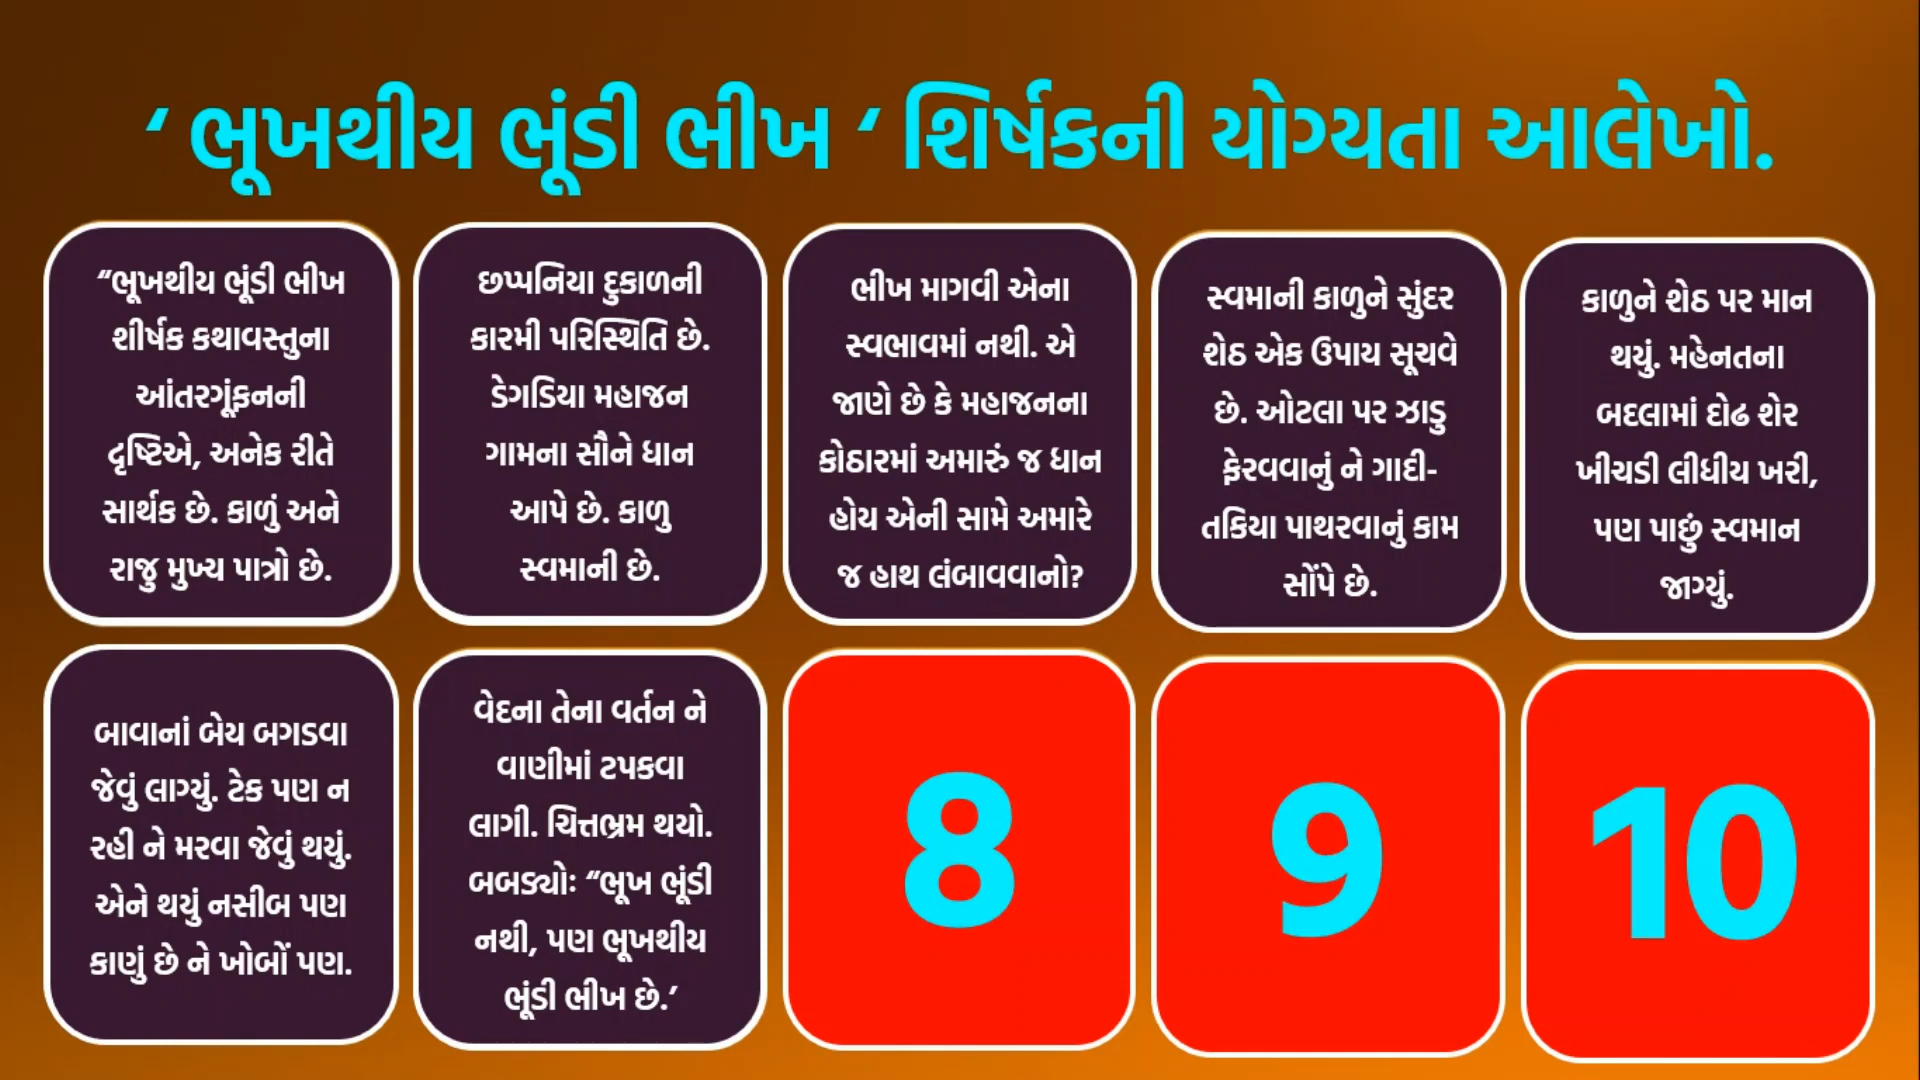 ‘ ભૂખથીય ભૂંડી ભીખ ‘ શિર્ષકની યોગ્યતા આલેખો.
“ભૂખથીય ભૂંડી ભીખ
શીર્ષક કથાવસ્તુના
આંતરગૂંફનની
દૃષ્ટિએ, અનેક રીતે
સાર્થક છે. કાળું અને
રાજુ મુખ્ય પાત્રો છે.
છપ્પનિયા દુકાળની
કારમી પરિસ્થિતિ છે.
ડેગડિયા મહાજન
ગામના સૌને ધાન
આપે છે. કાળુ
સ્વમાની છે.
ભીખ માગવી એના
સ્વભાવમાં નથી. એ
જાણે છે કે મહાજનના
કોઠારમાં અમારું જ ધાન
હોય એની સામે અમારે
જ હાથ લંબાવવાનો?
સ્વમાની કાળુને સુંદર
શેઠ એક ઉપાય સૂચવે
છે. ઓટલા પર ઝાડુ
ફેરવવાનું ને ગાદી-
તકિયા પાથરવાનું કામ
સોંપે છે.
કાળુને શેઠ પર માન
થયું. મહેનતના
બદલામાં દોઢ શેર
ખીચડી લીધીય ખરી,
પણ પાછું સ્વમાન
જાગ્યું.
બાવાનાં બેય બગડવા
જેવું લાગ્યું. ટેક પણ ન
રહી ને મરવા જેવું થયું.
એને થયું નસીબ પણ
કાણું છે ને ખોબોં પણ.
વેદના તેના વર્તન ને
વાણીમાં ટપકવા
લાગી. ચિત્તભ્રમ થયો.
બબડ્યોઃ “ભૂખ ભૂંડી
નથી, પણ ભૂખથીય
ભૂંડી ભીખ છે.’
8
9
10